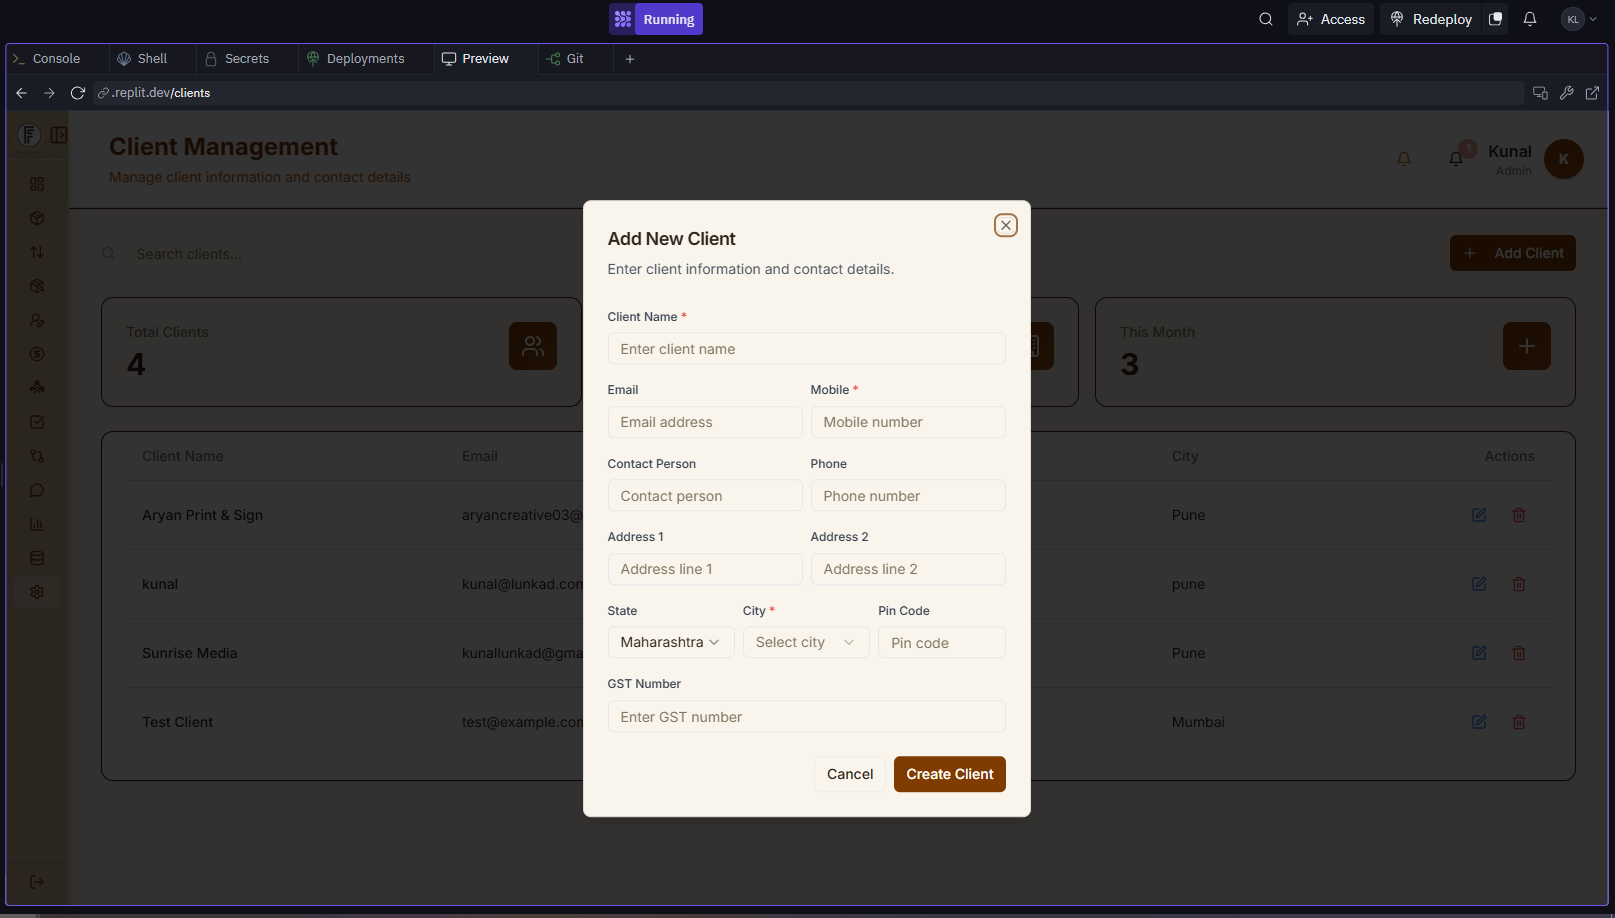 Running
Access
Redeploy
KL
Console
Shell
Secrets
Deployments
Preview
Git
.replit.dev/clients
Client Management
Manage client information and contact details
1
Kunal
Admin
K
Search clients...
Add Client
Total Clients
4
This Month
3
Client Name
Email
City
Actions
Aryan Print & Sign
aryancreative03@
Pune
kunal
kunal@lunkad.com
pune
Sunrise Media
kunallunkad@gma
Pune
Test Client
test@example.com
Mumbai
Add New Client
Enter client information and contact details.
Client Name *
Enter client name
Email
Mobile *
Email address
Mobile number
Contact Person
Phone
Contact person
Phone number
Address 1
Address 2
Address line 1
Address line 2
State
City *
Pin Code
Maharashtra
Select city
Pin code
GST Number
Enter GST number
Cancel
Create Client